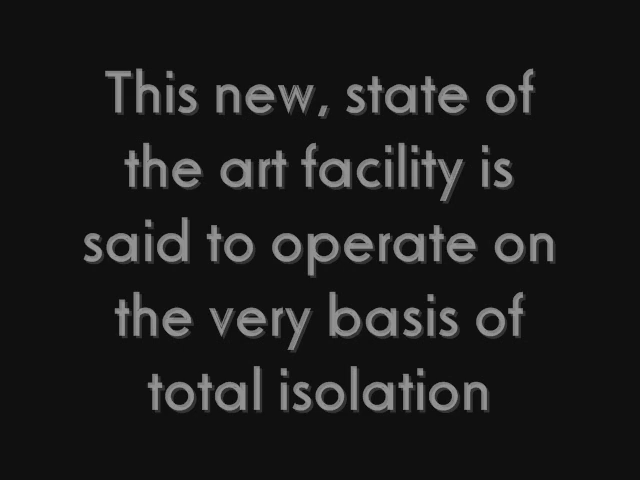 This new, state of
the art facility is
said to operate on
the very basis of
total isolation